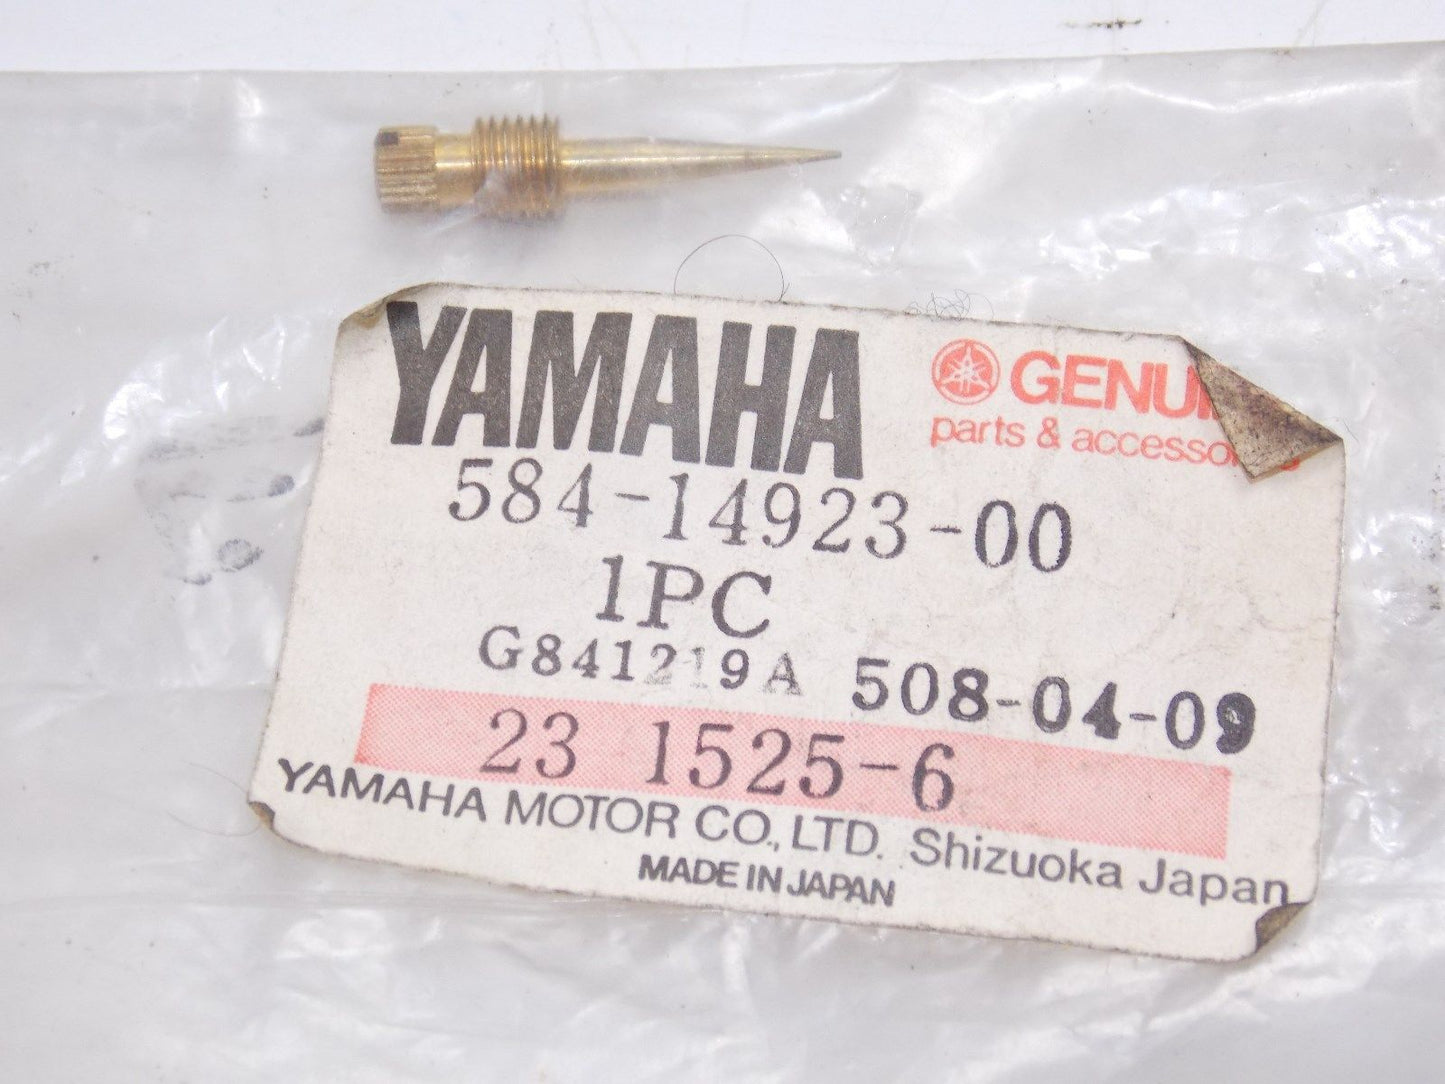 YAMAHA GENU
parts & accesso
584-14923-00
1PC
G841219A 508-04-09
23 1525-6
YAMAHA MOTOR CO., LTD. Shizuoka Japan
MADE IN JAPAN